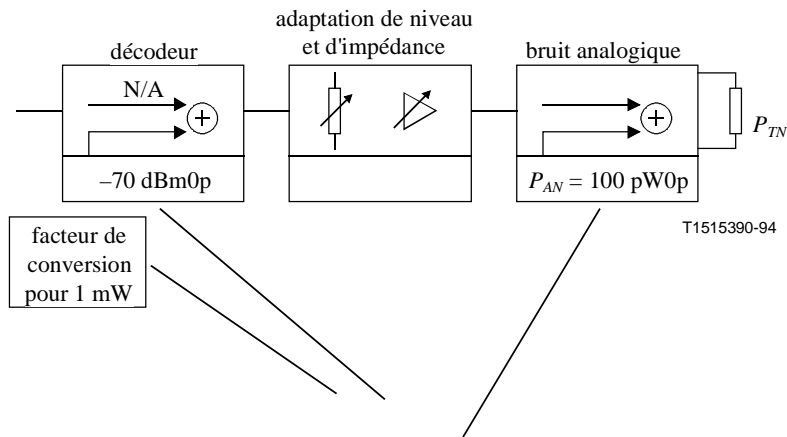 adaptation de niveau
et d'impédance
décodeur
bruit analogique
N/A
–70 dBm0p
P_AN = 100 pW0p
P_TN
T1515390-94
facteur de
conversion
pour 1 mW